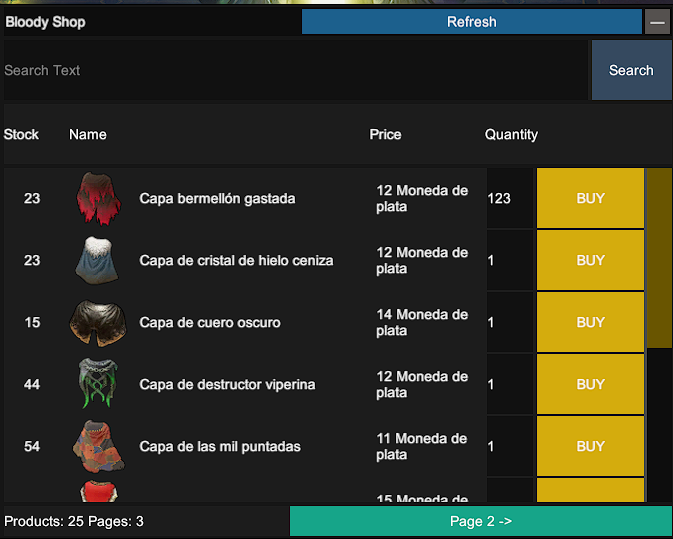 Bloody Shop Refresh —
Search Text Search
Stock Name Price Quantity
23 Capa bermellón gastada 12 Moneda de plata 123 BUY
23 Capa de cristal de hielo ceniza 12 Moneda de plata 1 BUY
15 Capa de cuero oscuro 14 Moneda de plata 1 BUY
44 Capa de destructor viperina 12 Moneda de plata 1 BUY
54 Capa de las mil puntadas 11 Moneda de plata 1 BUY
15 Moneda de
Products: 25 Pages: 3 Page 2 ->